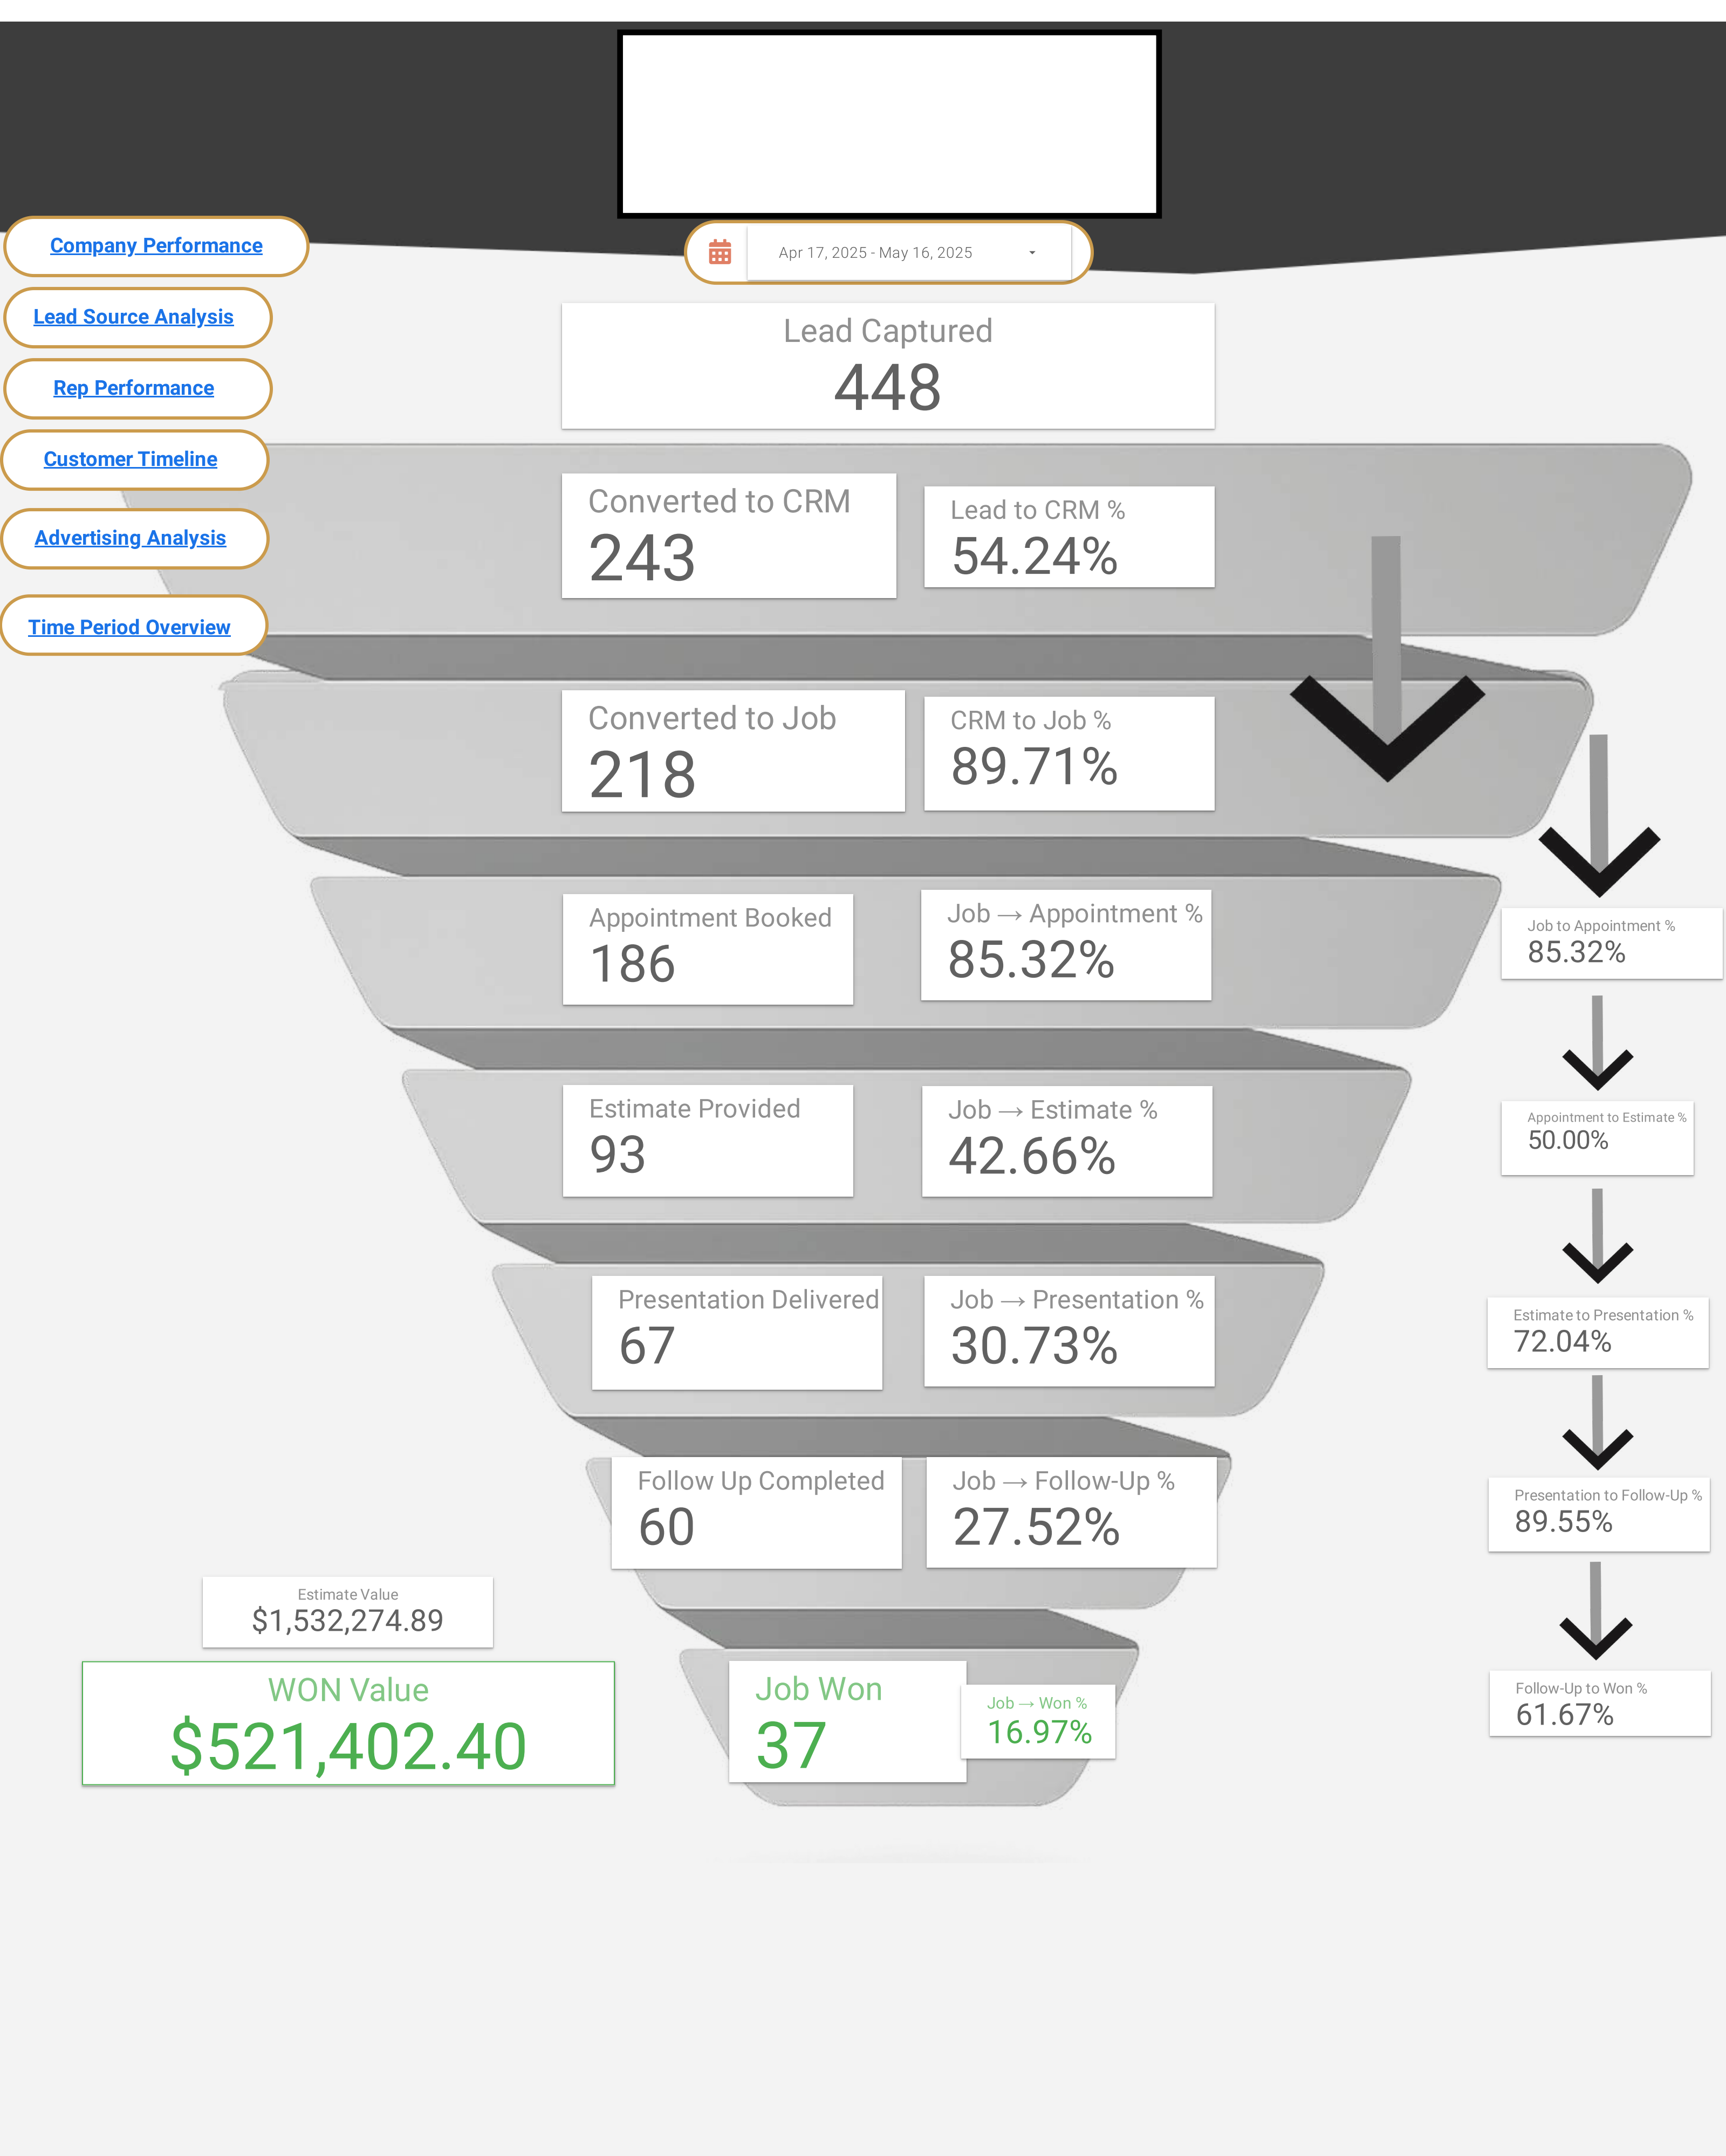 Company Performance
Apr 17, 2025 - May 16, 2025
Lead Source Analysis
Lead Captured
448
Rep Performance
Customer Timeline
Converted to CRM
243
Lead to CRM %
54.24%
Advertising Analysis
Time Period Overview
Converted to Job
218
CRM to Job %
89.71%
Appointment Booked
186
Job → Appointment %
85.32%
Job to Appointment %
85.32%
Estimate Provided
93
Job → Estimate %
42.66%
Appointment to Estimate %
50.00%
Presentation Delivered
67
Job → Presentation %
30.73%
Estimate to Presentation %
72.04%
Follow Up Completed
60
Job → Follow-Up %
27.52%
Presentation to Follow-Up %
89.55%
Estimate Value
$1,532,274.89
WON Value
$521,402.40
Job Won
37
Job → Won %
16.97%
Follow-Up to Won %
61.67%